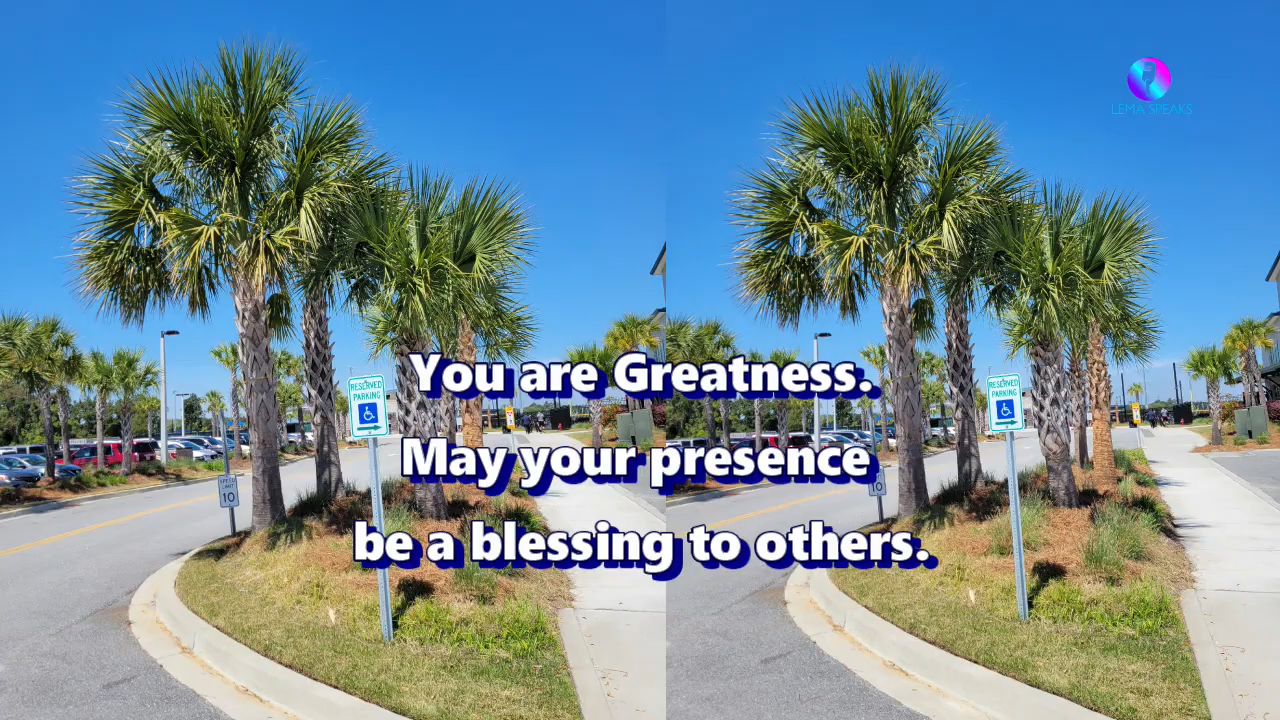 LEMA SPEAKS
RESERVED
PARKING
SPEED
LIMIT
10
You are Greatness.
May your presence
be a blessing to others.
RESERVED
PARKING
10